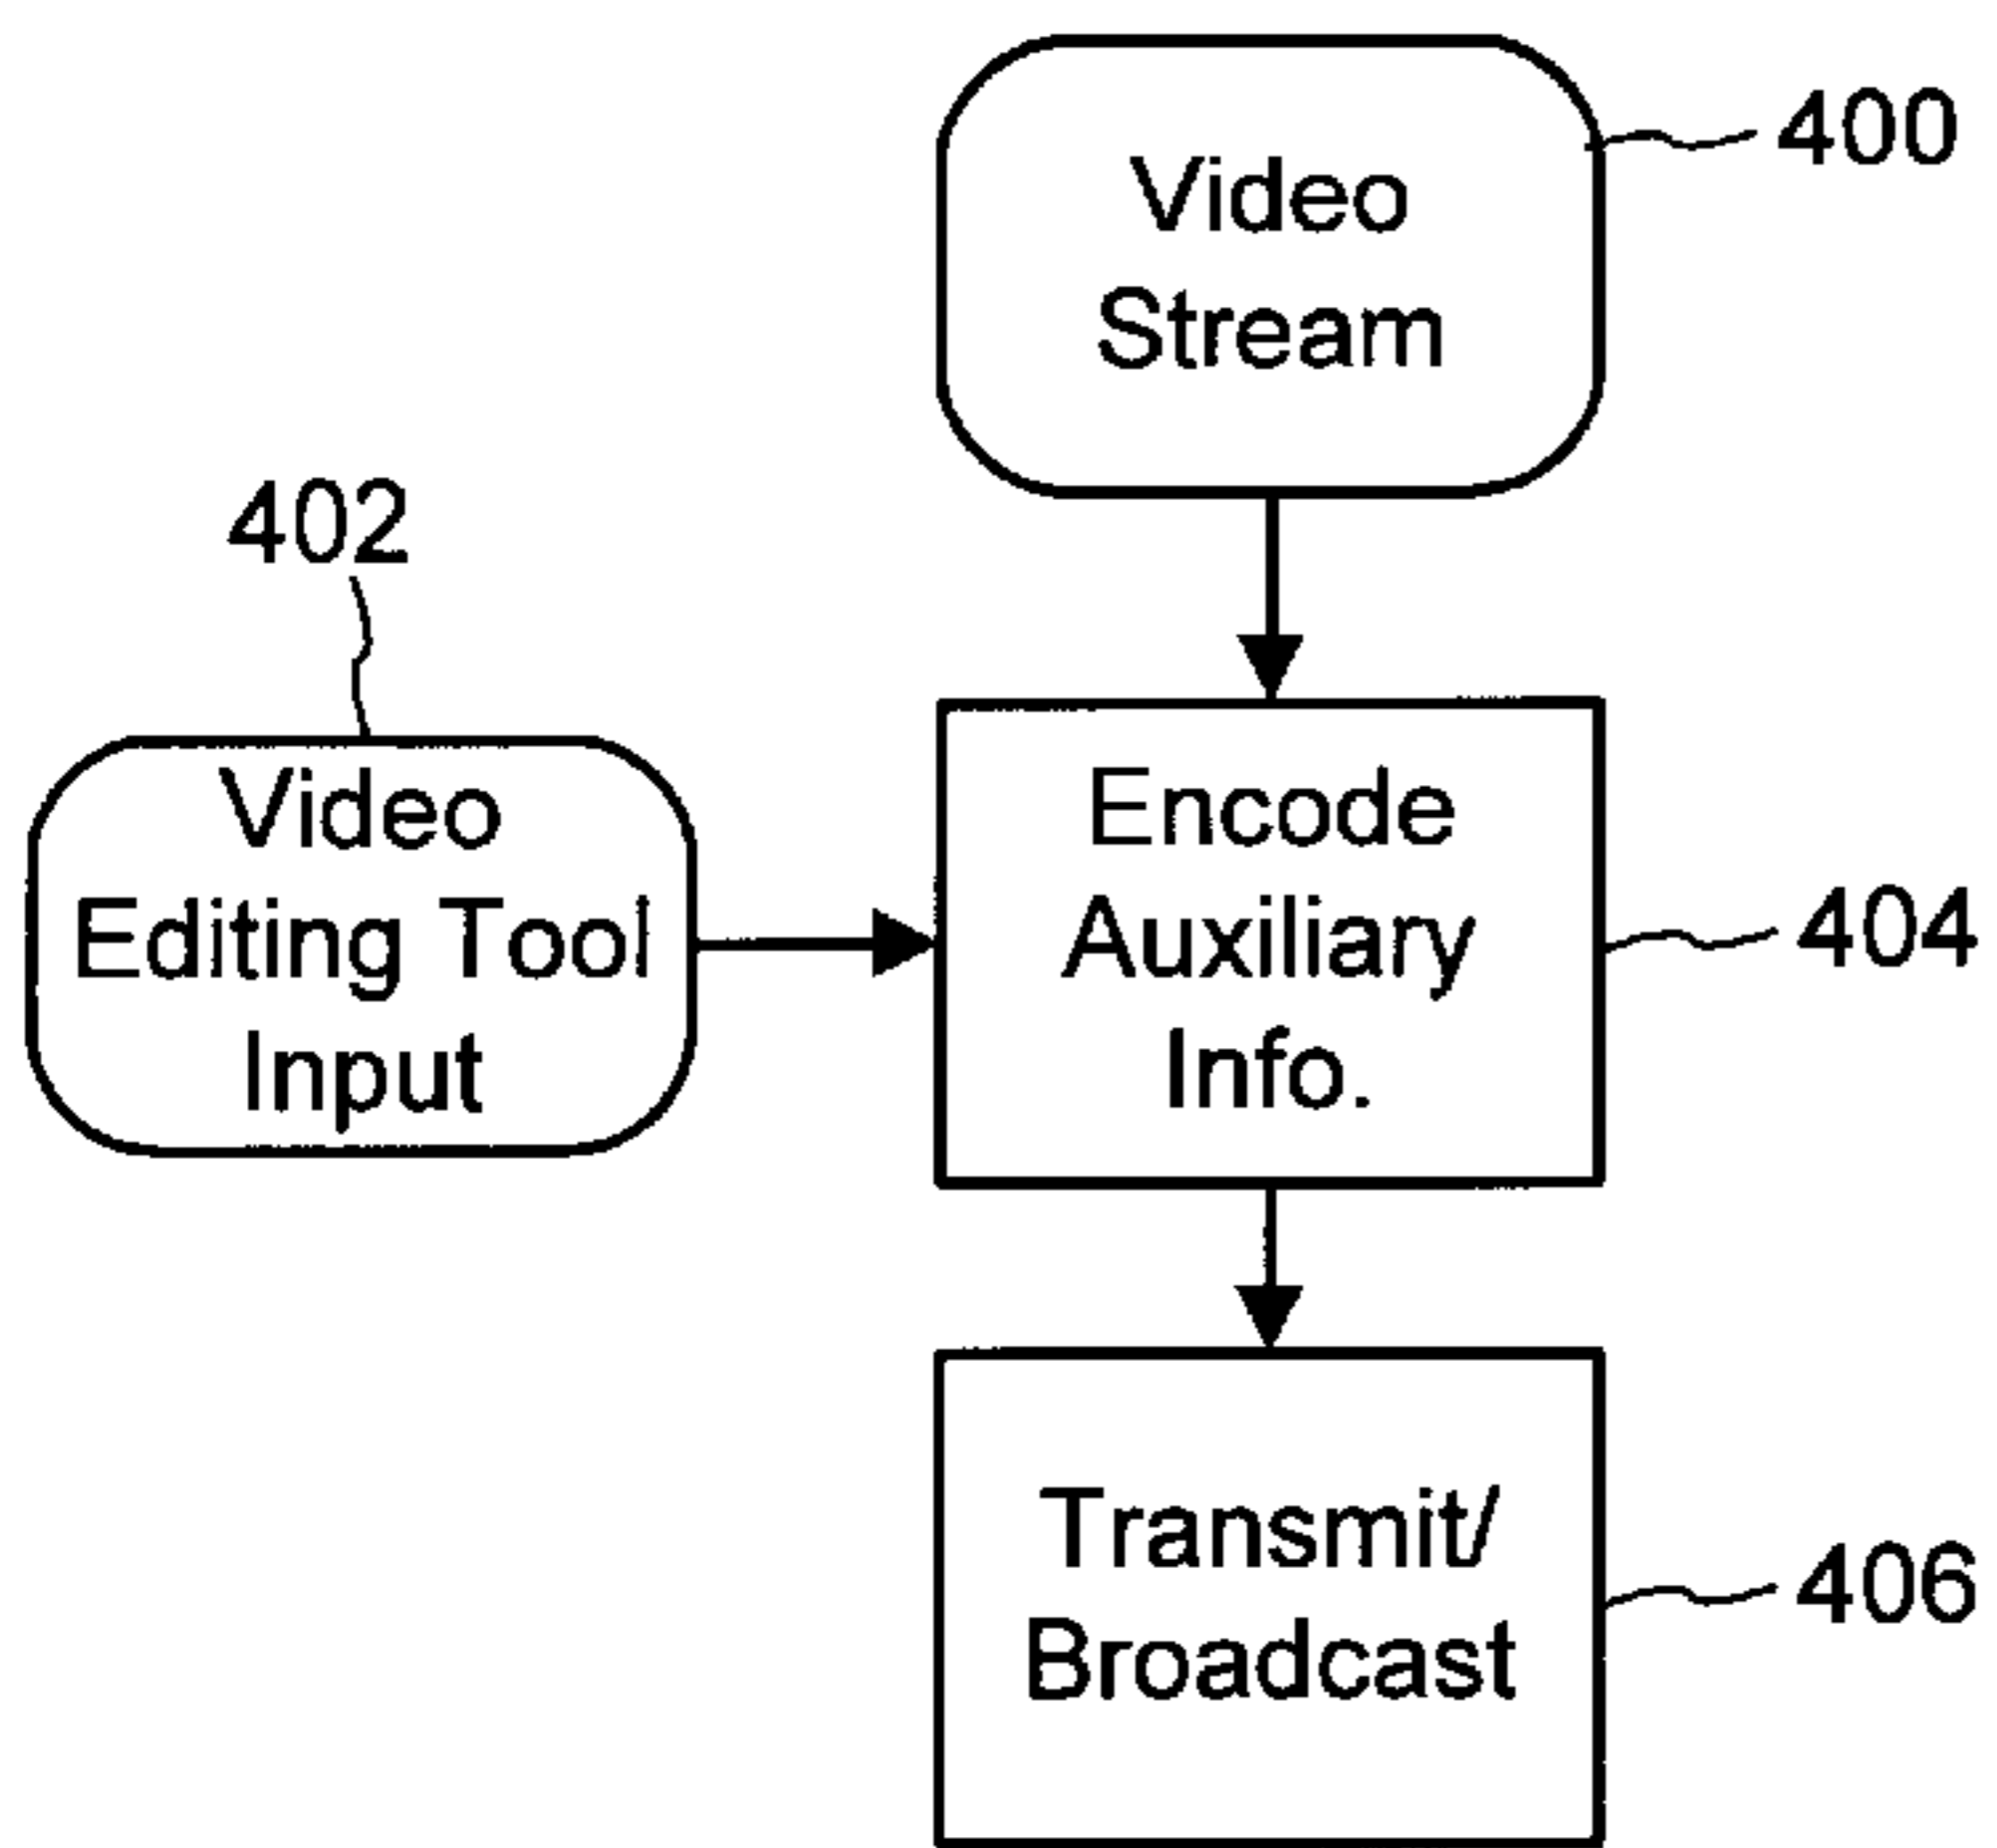 Video
Stream
400
402
Video
Editing Tool
Input
Encode
Auxiliary
Info.
404
Transmit/
Broadcast
406